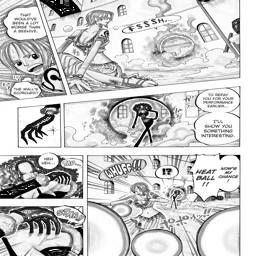 THAT
WOULD'VE
BEEN A LOT
WORSE THAN
A BEEHIVE.
THE WALL'S
SCORCHED!!
FSSSH..
TO REPAY
YOU FOR YOUR
PERFORMANCE
EARLIER...
I'LL
SHOW YOU
SOMETHING
INTERESTING.
HEH
HEH...
!?
HEAT
BALL
!!
NOW'S
MY
CHANCE